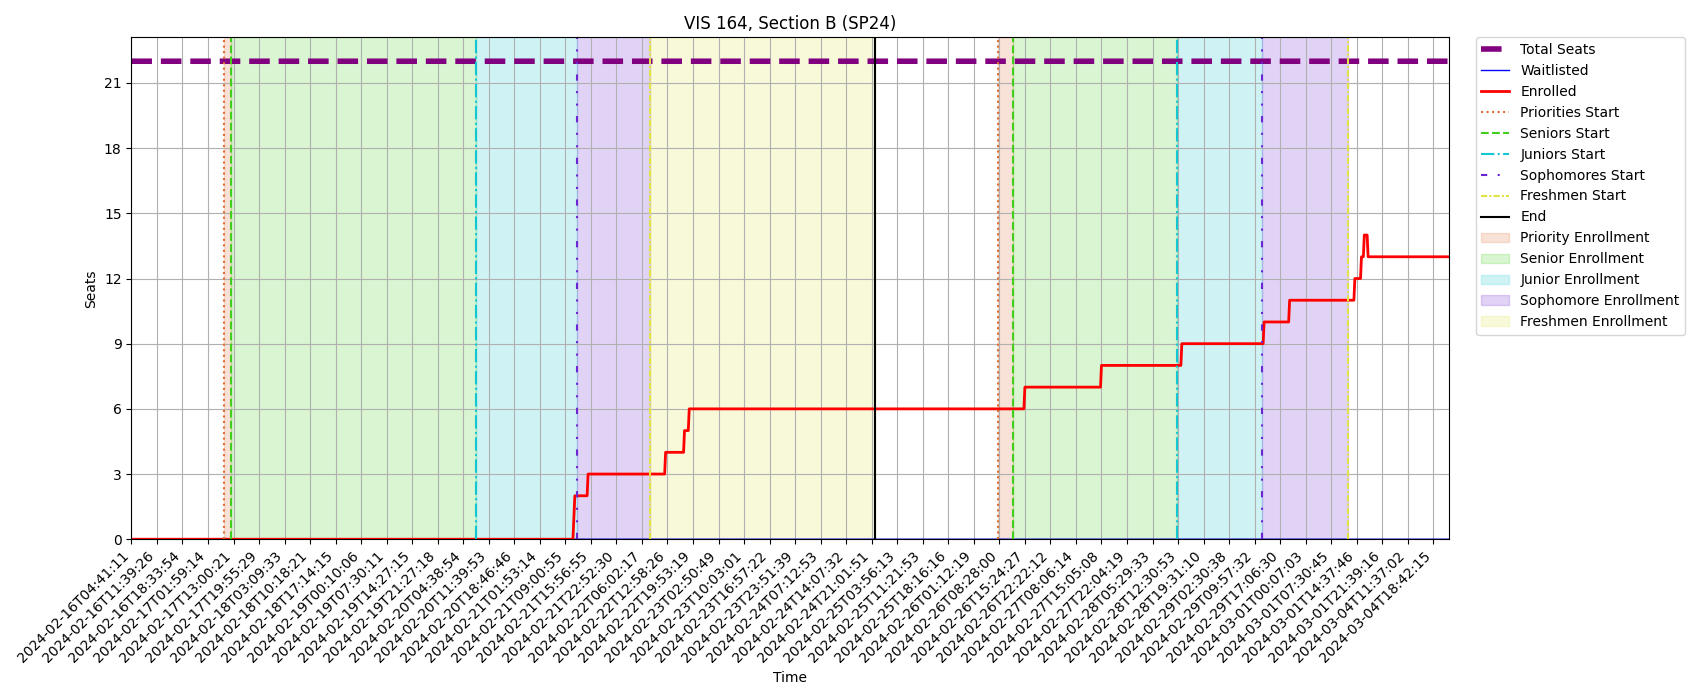 VIS 164, Section B (SP24)
Total Seats
Waitlisted
Enrolled
Priorities Start
Seniors Start
Juniors Start
Sophomores Start
Freshmen Start
End
Priority Enrollment
Senior Enrollment
Junior Enrollment
Sophomore Enrollment
Freshmen Enrollment
Seats
21
18
15
12
9
6
3
0
2024-02-16T04:41:11
2024-02-16T11:39:26
2024-02-16T18:33:54
2024-02-17T01:59:14
2024-02-17T13:00:21
2024-02-17T19:55:29
2024-02-18T03:09:33
2024-02-18T10:18:21
2024-02-18T17:14:15
2024-02-19T00:10:06
2024-02-19T07:30:11
2024-02-19T14:27:15
2024-02-19T21:27:18
2024-02-20T04:38:54
2024-02-20T11:39:53
2024-02-20T18:46:46
2024-02-21T01:53:14
2024-02-21T09:00:55
2024-02-21T15:56:55
2024-02-21T22:52:30
2024-02-22T06:02:17
2024-02-22T12:58:26
2024-02-22T19:53:19
2024-02-23T02:50:49
2024-02-23T10:03:01
2024-02-23T16:57:22
2024-02-23T23:51:39
2024-02-24T07:12:53
2024-02-24T14:07:32
2024-02-24T21:01:51
2024-02-25T03:56:13
2024-02-25T11:21:53
2024-02-25T18:16:16
2024-02-26T01:12:19
2024-02-26T08:28:00
2024-02-26T15:24:27
2024-02-26T22:22:12
2024-02-27T08:06:14
2024-02-27T15:05:08
2024-02-27T22:04:19
2024-02-28T05:29:33
2024-02-28T12:30:53
2024-02-28T19:31:10
2024-02-29T02:30:38
2024-02-29T09:57:32
2024-02-29T17:06:30
2024-03-01T00:07:03
2024-03-01T07:30:45
2024-03-01T14:37:46
2024-03-01T21:39:16
2024-03-04T11:37:02
2024-03-04T18:42:15
Time